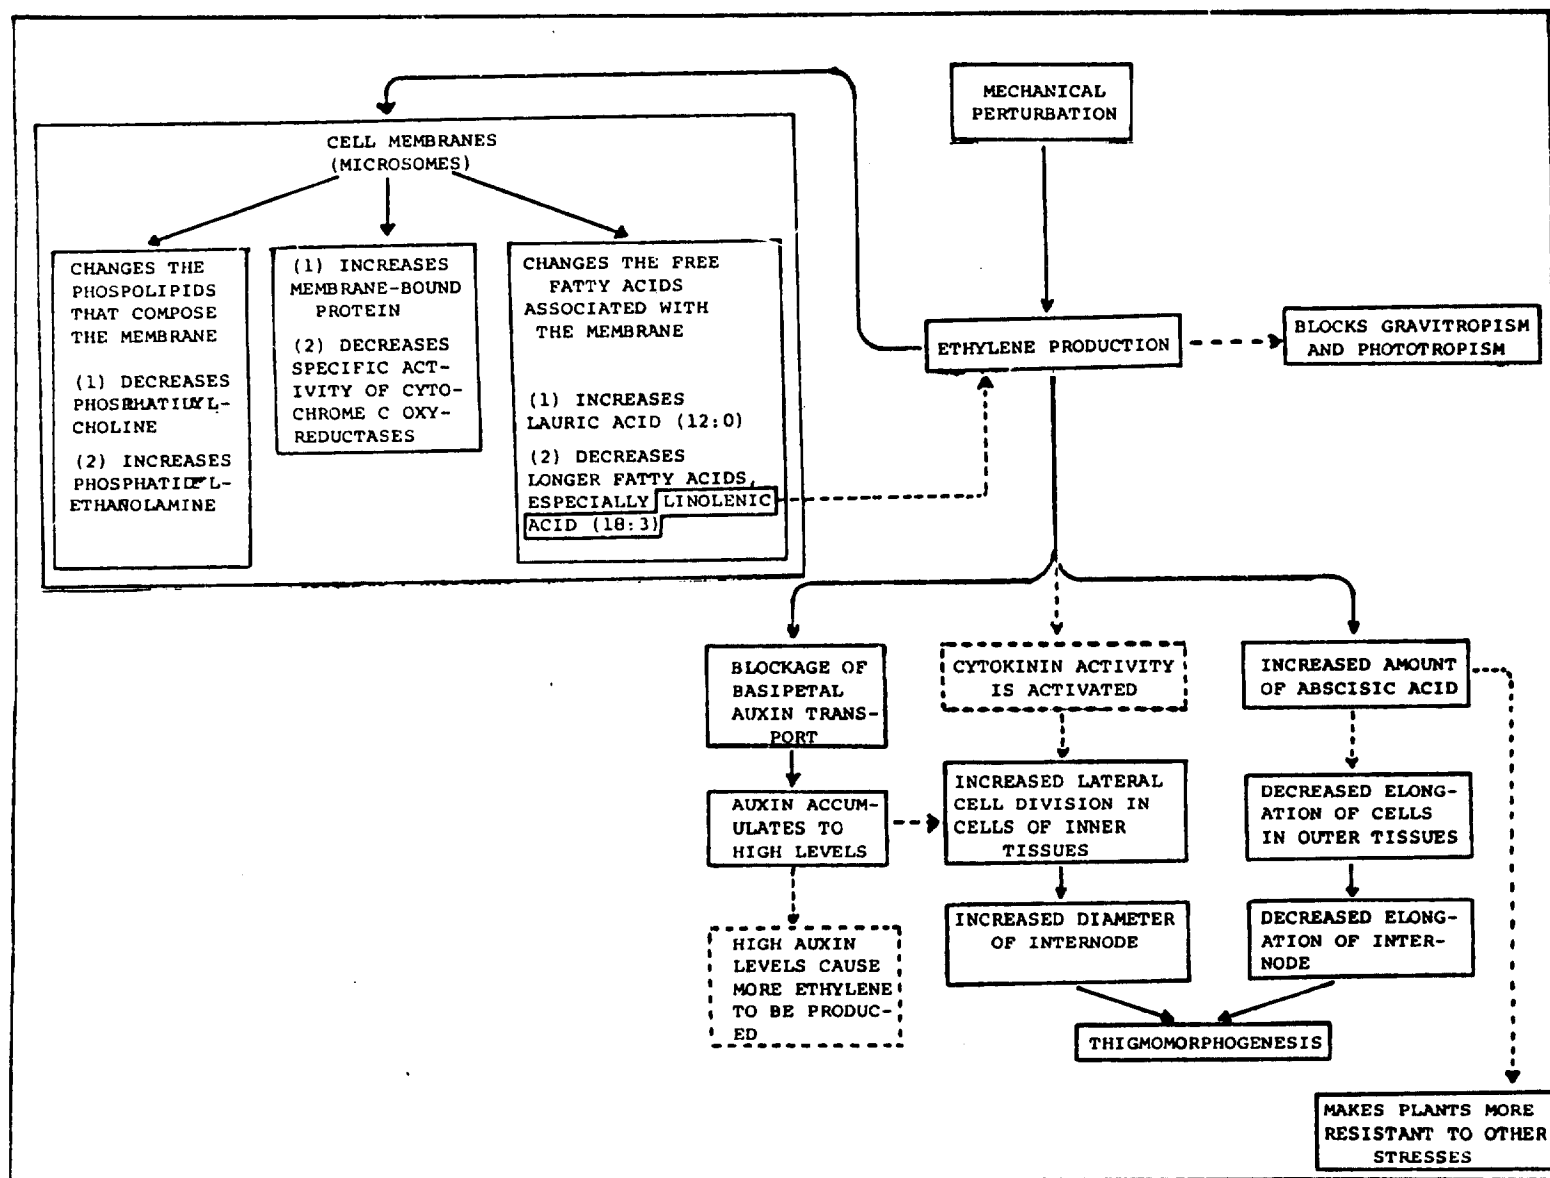 MECHANICAL
PERTURBATION
CELL MEMBRANES
(MICROSOMES)
CHANGES THE
PHOSPOLIPIDS
THAT COMPOSE
THE MEMBRANE
(1) DECREASES
PHOSPHATIDYL-
CHOLINE
(2) INCREASES
PHOSPHATIDYL-
ETHANOLAMINE
(1) INCREASES
MEMBRANE-BOUND
PROTEIN
(2) DECREASES
SPECIFIC ACT-
IVITY OF CYTO-
CHROME C OXY-
REDUCTASES
CHANGES THE FREE
FATTY ACIDS
ASSOCIATED WITH
THE MEMBRANE
(1) INCREASES
LAURIC ACID (12:0)
(2) DECREASES
LONGER FATTY ACIDS,
ESPECIALLY LINOLENIC
ACID (18:3)
ETHYLENE PRODUCTION
BLOCKS GRAVITROPISM
AND PHOTOTROPISM
BLOCKAGE OF
BASIPETAL
AUXIN TRANS-
PORT
AUXIN ACCUM-
ULATES TO
HIGH LEVELS
HIGH AUXIN
LEVELS CAUSE
MORE ETHYLENE
TO BE PRODUC-
ED
CYTOKININ ACTIVITY
IS ACTIVATED
INCREASED LATERAL
CELL DIVISION IN
CELLS OF INNER
TISSUES
INCREASED DIAMETER
OF INTERNODE
INCREASED AMOUNT
OF ABSCISIC ACID
DECREASED ELONG-
ATION OF CELLS
IN OUTER TISSUES
DECREASED ELONG-
ATION OF INTER-
NODE
THIGMOMORPHOGENESIS
MAKES PLANTS MORE
RESISTANT TO OTHER
STRESSES